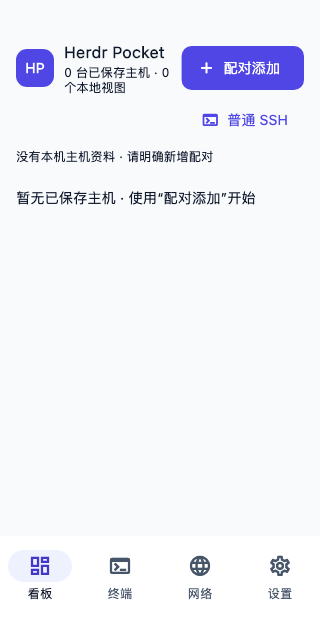 HP
Herdr Pocket
0 台已保存主机 · 0
个本地视图
配对添加
普通 SSH
没有本机主机资料 · 请明确新增配对
暂无已保存主机 · 使用“配对添加”开始
看板
终端
网络
设置